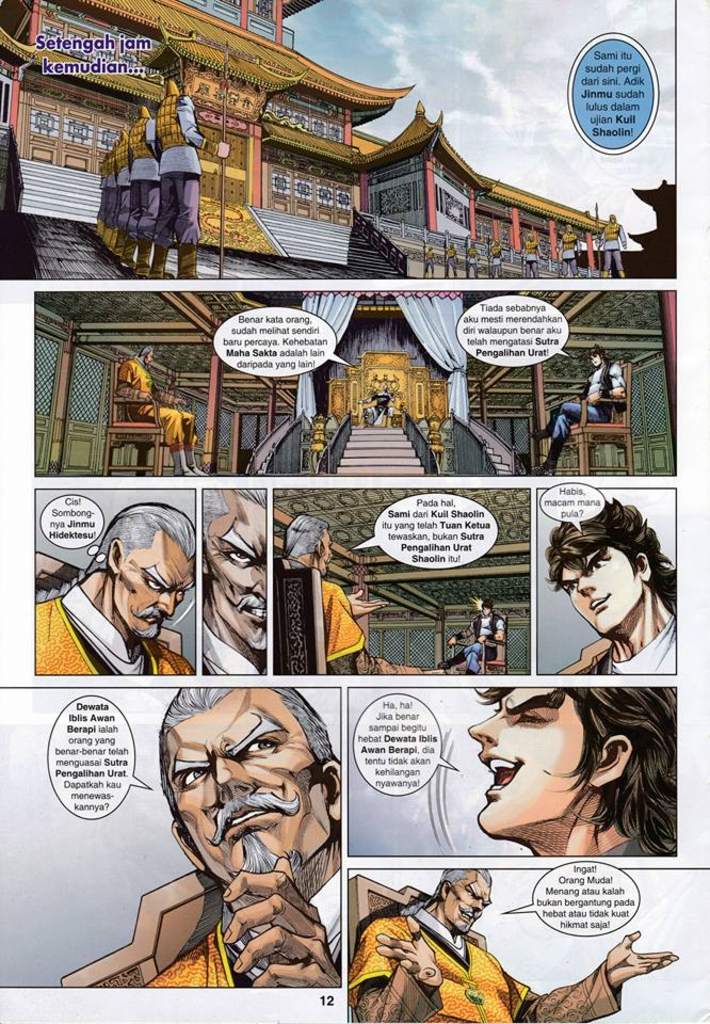 Setengah jam
kemudian...
Sami itu
sudah pergi
dari sini. Adik
Jinmu sudah
lulus dalam
ujian Kuil
Shaolin!
Benar kata orang,
sudah melihat sendiri
baru percaya. Kehebatan
Maha Sakta adalah lain
daripada yang lain!
Tiada sebabnya
aku mesti merendahkan
diri walaupun benar aku
telah mengatasi Sutra
Pengalihan Urat!
Cis!
Sombong-
nya Jinmu
Hidektesu!
Pada hal,
Sami dari Kuil Shaolin
itu yang telah Tuan Ketua
tewaskan, bukan Sutra
Pengalihan Urat
Shaolin itu!
Habis,
macam mana
pula?
Dewata
Iblis Awan
Berapi ialah
orang yang
benar-benar telah
menguasai Sutra
Pengalihan Urat.
Dapatkah kau
menewas-
kannya?
Ha, ha!
Jika benar
sampai begitu
hebat Dewata Iblis
Awan Berapi, dia
tentu tidak akan
kehilangan
nyawanya!
Ingat!
Orang Muda!
Menang atau kalah
bukan bergantung pada
hebat atau tidak kuat
hikmat saja!
12